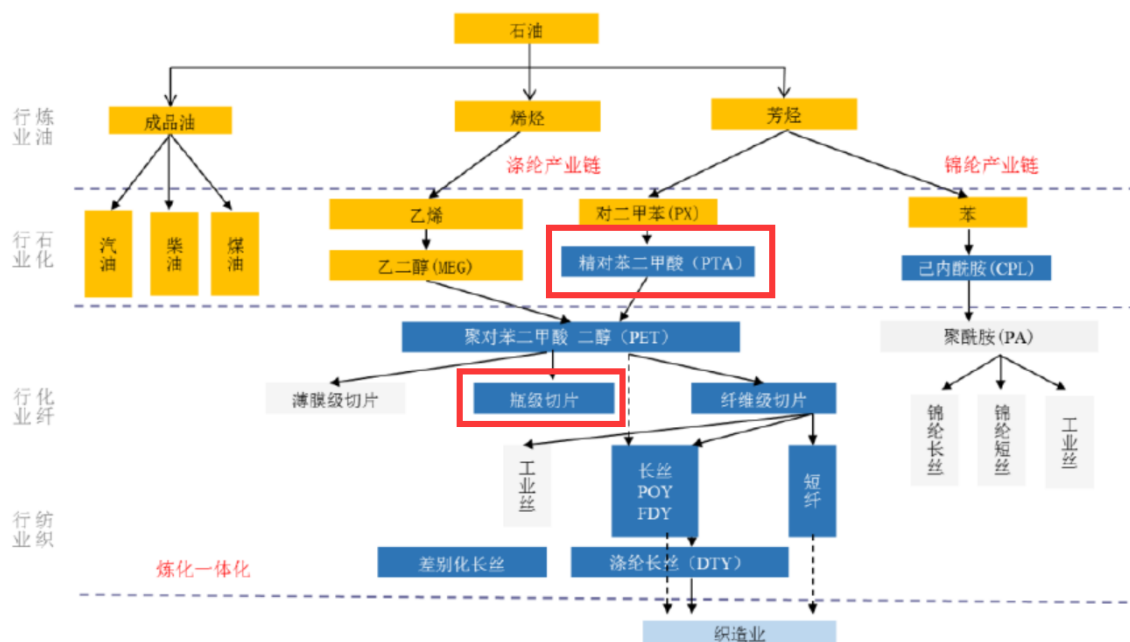 石油
炼油
行业
成品油
烯烃
芳烃
涤纶产业链
锦纶产业链
石化
行业
汽油
柴油
煤油
乙烯
对二甲苯(PX)
苯
乙二醇(MEG)
精对苯二甲酸（PTA）
己内酰胺(CPL)
聚对苯二甲酸 二醇（PET）
聚酰胺(PA)
化纤
行业
薄膜级切片
瓶级切片
纤维级切片
锦纶长丝
锦纶短丝
工业丝
工业丝
长丝
POY
FDY
短纤
纺织
行业
差别化长丝
涤纶长丝（DTY）
炼化一体化
织造业